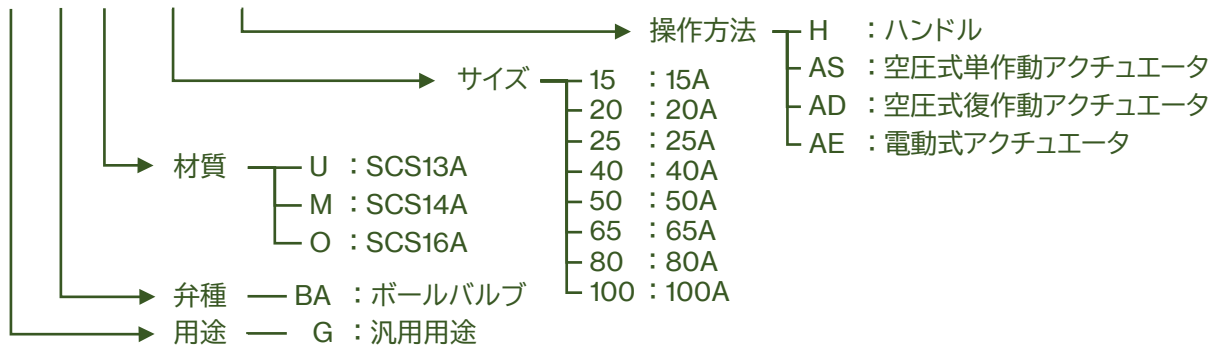 操作方法 H ：ハンドル
AS ：空圧式単作動アクチュエータ
AD ：空圧式復作動アクチュエータ
AE ：電動式アクチュエータ
サイズ 15 ：15A
20 ：20A
25 ：25A
40 ：40A
50 ：50A
65 ：65A
80 ：80A
100 ：100A
材質 U ：SCS13A
M ：SCS14A
O ：SCS16A
弁種 BA ：ボールバルブ
用途 G ：汎用用途